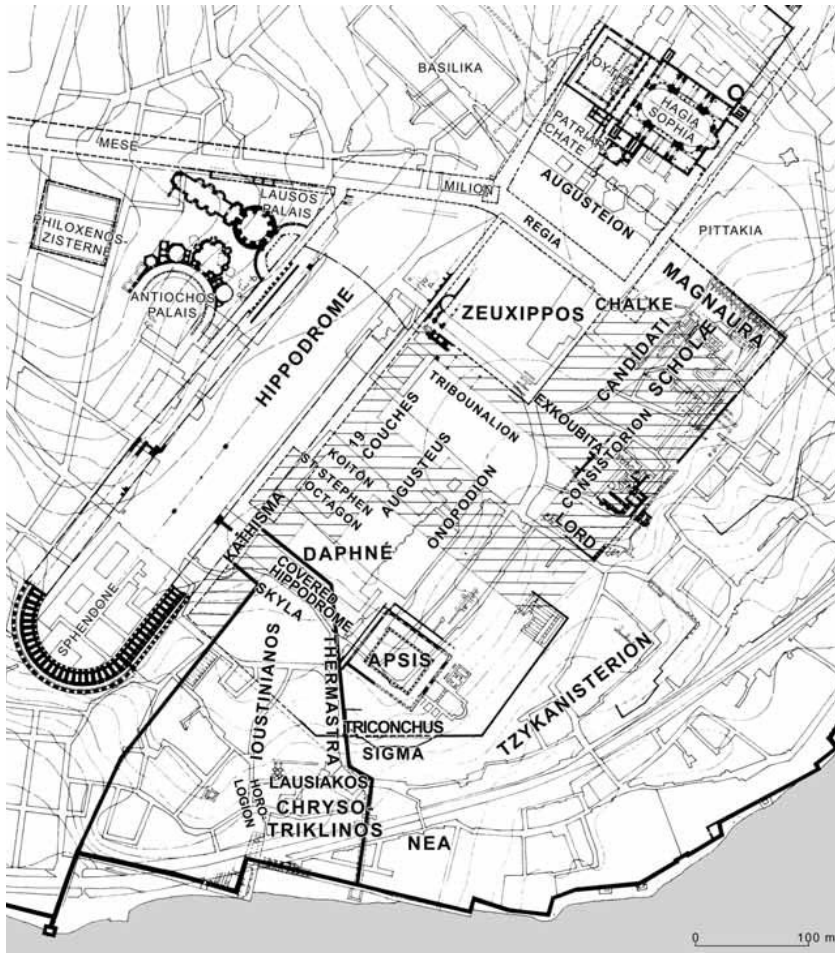 BASILIKA
HAGIA
SOPHIA
PATRIAR
CHATE
MESE
LAUSOS
PALAIS
MILION
AUGUSTEION
PHILOXENOS-
ZISTERNE
REGIA
PITTAKIA
ANTIOCHOS
PALAIS
HIPPODROME
ZEUXIPPOS
CHALKE
MAGNAURA
CANDIDATI
SCHOLÆ
TRIBOUNALION
EXKOUBITA
CONSISTORION
19
COUCHES
KOITÔN
ST STEPHEN
OCTAGON
AUGUSTEUS
ONOPODION
LORD
KATHISMA
DAPHNÉ
COVERED
HIPPODROME
SKYLA
SPHENDONE
APSIS
THERMASTRA
IOUSTINIANOS
TRICONCHUS
SIGMA
TZYKANISTERION
LAUSIAKOS
HORO-
LOGION
CHRYSO-
TRIKLINOS
NEA
0 100 m